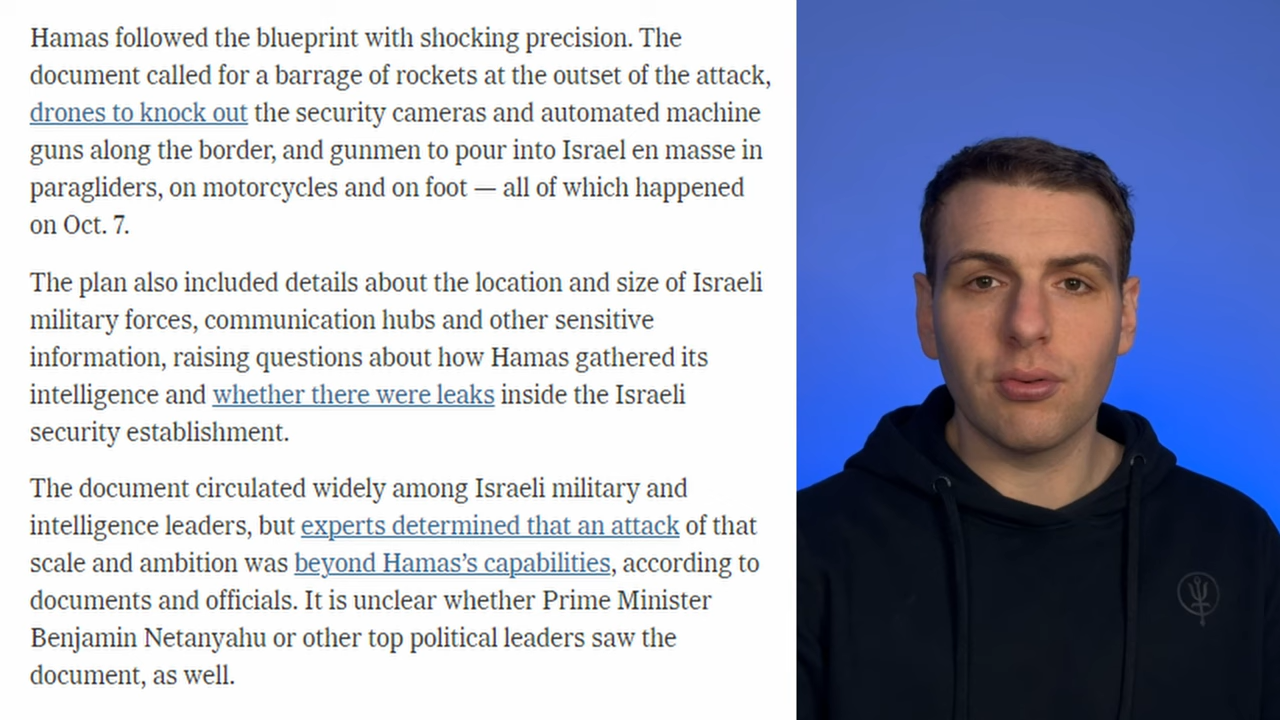 Hamas followed the blueprint with shocking precision. The
document called for a barrage of rockets at the outset of the attack,
drones to knock out the security cameras and automated machine
guns along the border, and gunmen to pour into Israel en masse in
paragliders, on motorcycles and on foot — all of which happened
on Oct. 7.
The plan also included details about the location and size of Israeli
military forces, communication hubs and other sensitive
information, raising questions about how Hamas gathered its
intelligence and whether there were leaks inside the Israeli
security establishment.
The document circulated widely among Israeli military and
intelligence leaders, but experts determined that an attack of that
scale and ambition was beyond Hamas’s capabilities, according to
documents and officials. It is unclear whether Prime Minister
Benjamin Netanyahu or other top political leaders saw the
document, as well.